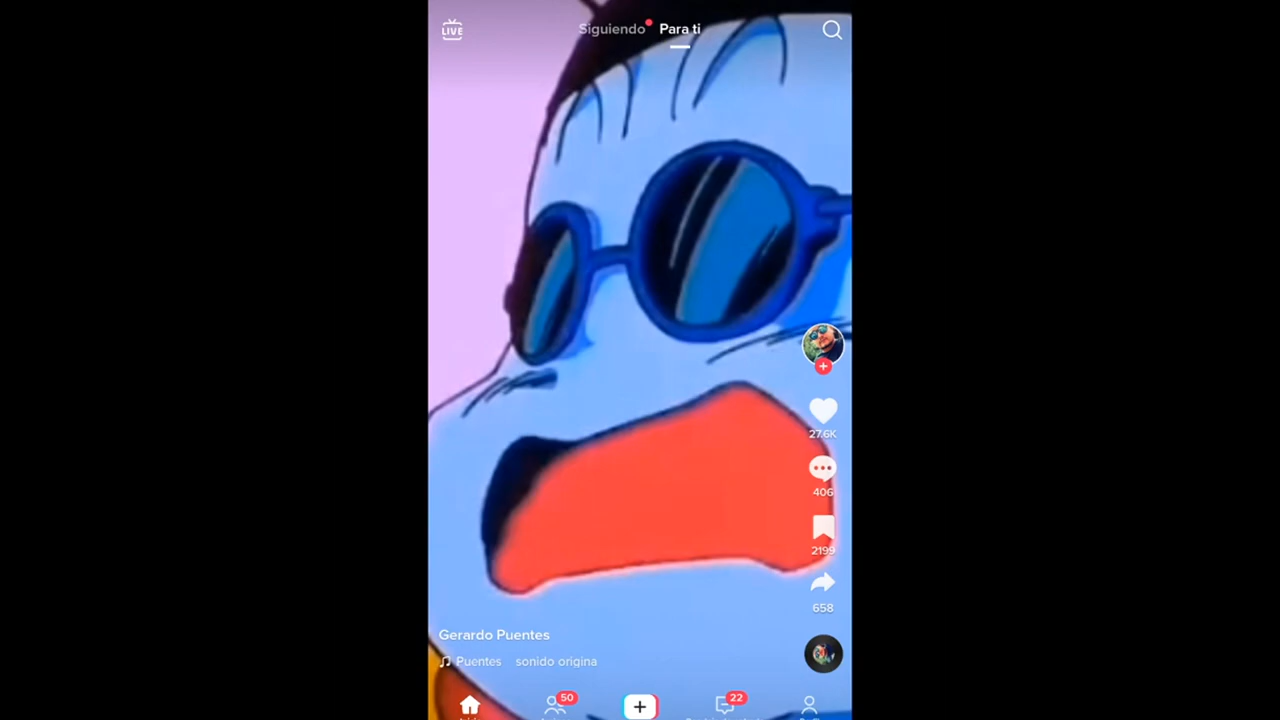 LIVE
Siguiendo Para ti
27.6K
406
2199
658
Gerardo Puentes
Puentes sonido origina
50
22